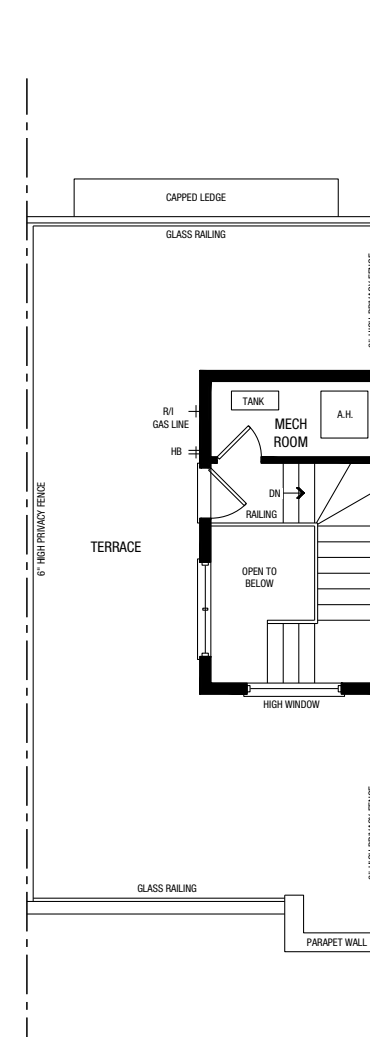 CAPPED LEDGE
GLASS RAILING
TANK
A.H.
R/I
GAS LINE
MECH
ROOM
HB
DN
RAILING
6" HIGH PRIVACY FENCE
TERRACE
OPEN TO
BELOW
HIGH WINDOW
GLASS RAILING
PARAPET WALL